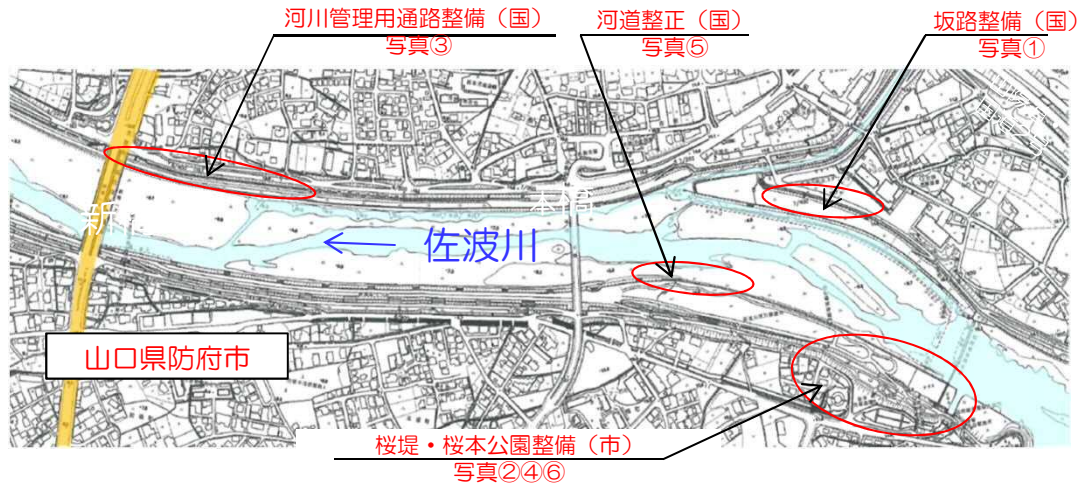 河川管理用通路整備（国）
写真③
河道整正（国）
写真⑤
坂路整備（国）
写真①
本橋
佐波川
山口県防府市
桜堤・桜本公園整備（市）
写真②④⑥